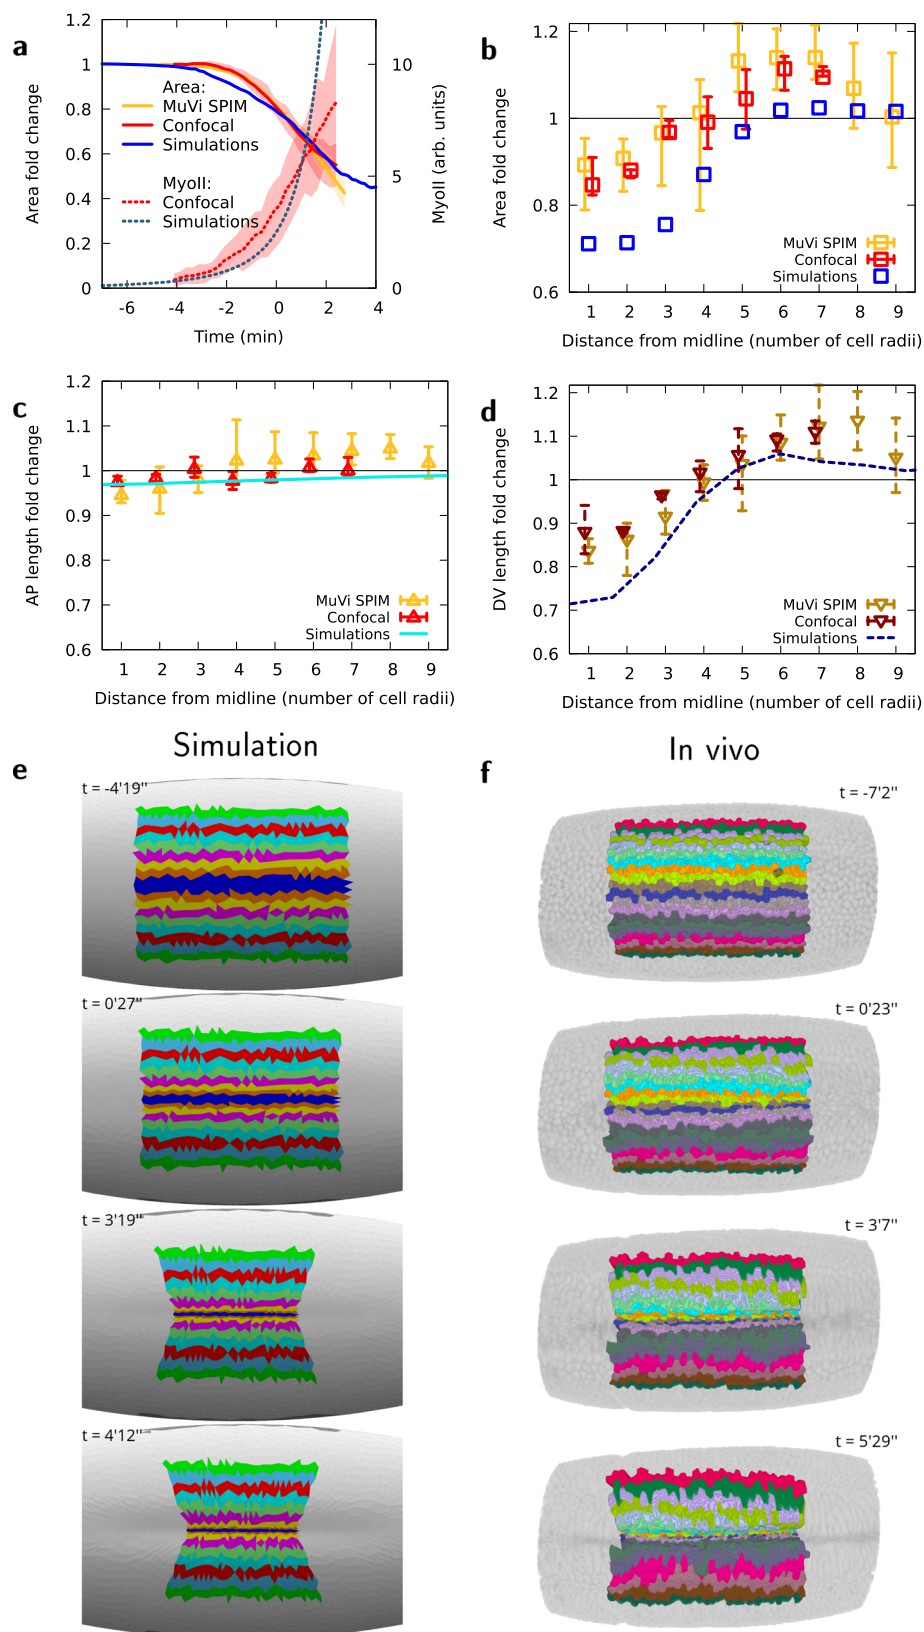 a
1.2
1
0.8
0.6
0.4
0.2
0
10
5
0
-6
-4
-2
0
2
4
Area fold change
MyoII (arb. units)
Time (min)
Area:
MuVi SPIM
Confocal
Simulations
MyoII:
Confocal
Simulations
b
1.2
1
0.8
0.6
1 2 3 4 5 6 7 8 9
Area fold change
MuVi SPIM
Confocal
Simulations
Distance from midline (number of cell radii)
c
1.2
1.1
1
0.9
0.8
0.7
0.6
1 2 3 4 5 6 7 8 9
AP length fold change
MuVi SPIM
Confocal
Simulations
Distance from midline (number of cell radii)
d
1.2
1.1
1
0.9
0.8
0.7
0.6
1 2 3 4 5 6 7 8 9
DV length fold change
MuVi SPIM
Confocal
Simulations
Distance from midline (number of cell radii)
Simulation
e
t = -4'19''
t = 0'27''
t = 3'19''
t = 4'12''
In vivo
f
t = -7'2''
t = 0'23''
t = 3'7''
t = 5'29''